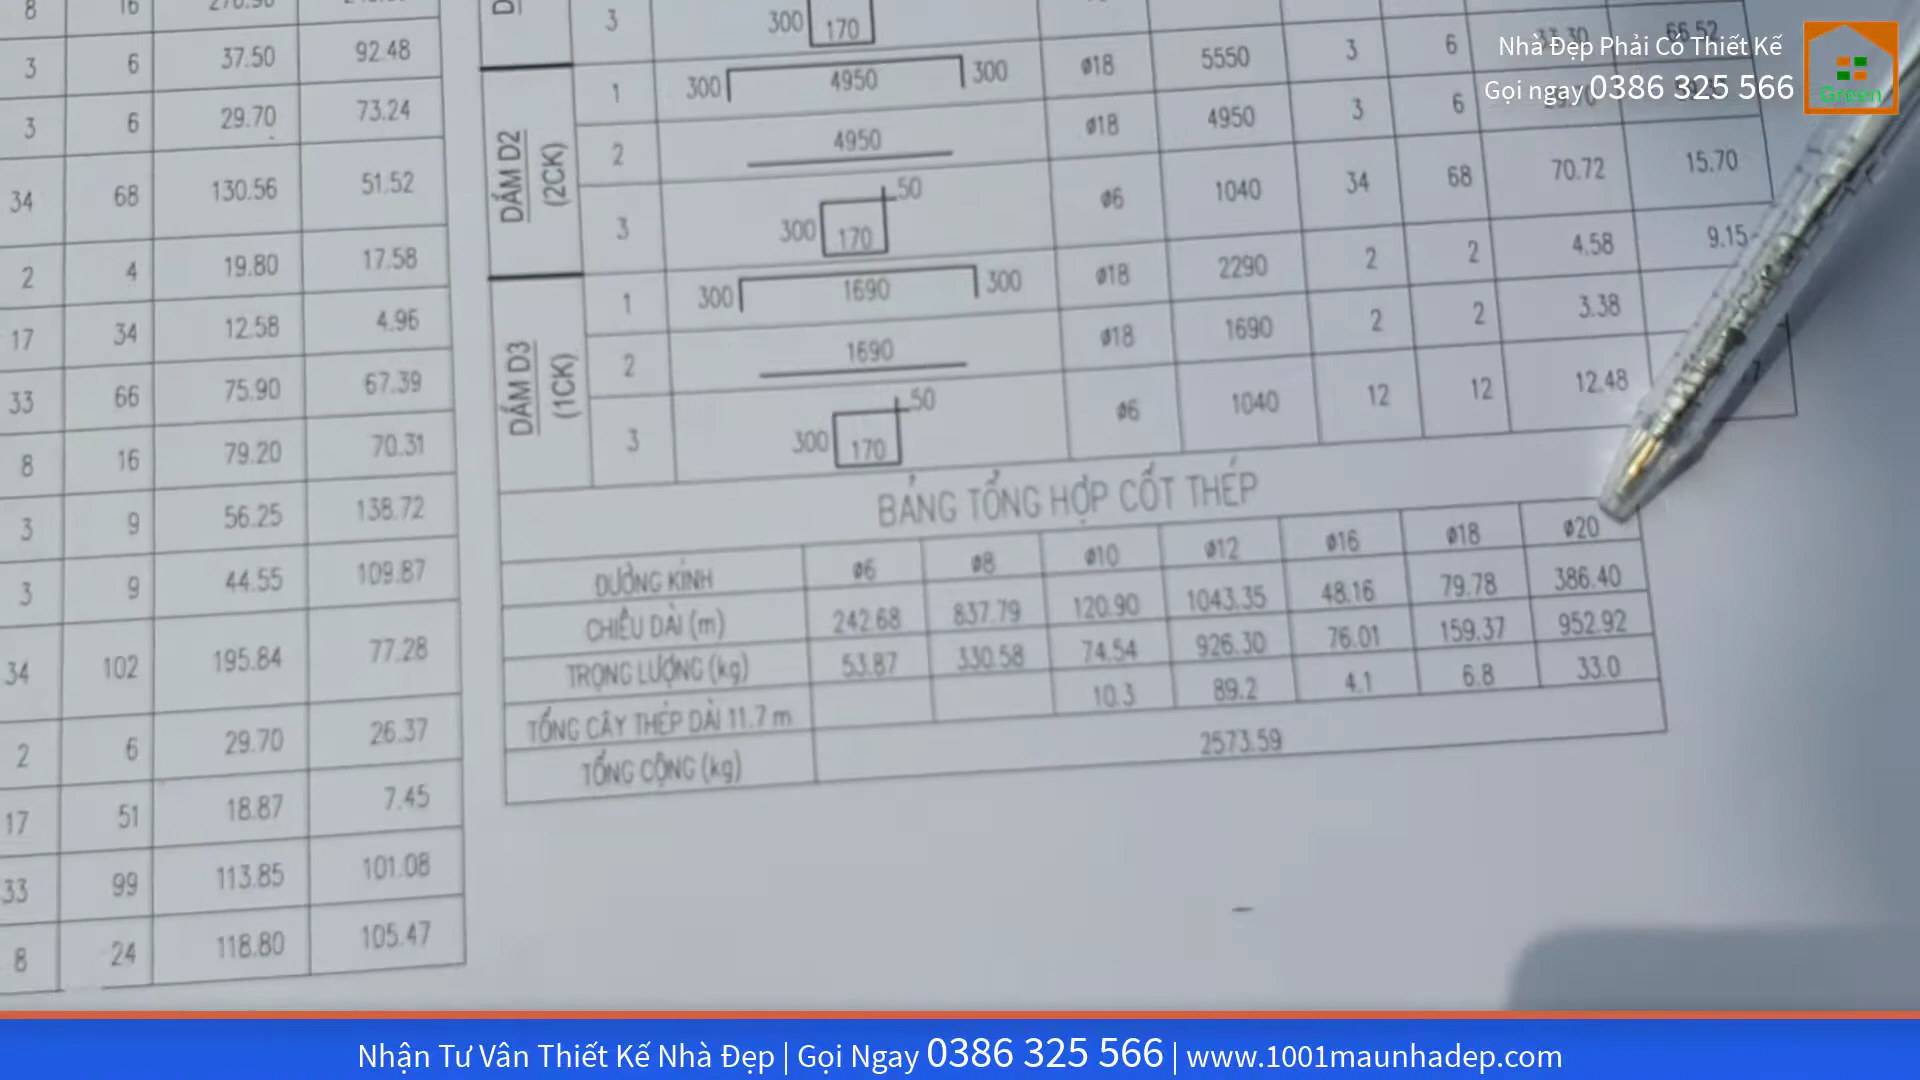 Nhà Đẹp Phải Có Thiết Kế
Gọi ngay 0386 325 566
Green
8 16
3 6 37.50 92.48
3 6 29.70 73.24
34 68 130.56 51.52
2 4 19.80 17.58
17 34 12.58 4.96
33 66 75.90 67.39
8 16 79.20 70.31
3 9 56.25 138.72
3 9 44.55 109.87
34 102 195.84 77.28
2 6 29.70 26.37
17 51 18.87 7.45
33 99 113.85 101.08
8 24 118.80 105.47
3 300 170
DẦM D2 (2CK)
1 300 4950 300 ø18 5550 3 6 33.30 66.52
2 4950 ø18 4950 3 6
3 300 170 50 ø6 1040 34 68 70.72 15.70
DẦM D3 (1CK)
1 300 1690 300 ø18 2290 2 2 4.58 9.15
2 1690 ø18 1690 2 2 3.38
3 300 170 50 ø6 1040 12 12 12.48
BẢNG TỔNG HỢP CỐT THÉP
ĐƯỜNG KÍNH ø6 ø8 ø10 ø12 ø16 ø18 ø20
CHIỀU DÀI (m) 242.68 837.79 120.90 1043.35 48.16 79.78 386.40
TRỌNG LƯỢNG (kg) 53.87 330.58 74.54 926.30 76.01 159.37 952.92
TỔNG CÂY THÉP DÀI 11.7 m 10.3 89.2 4.1 6.8 33.0
TỔNG CỘNG (kg) 2573.59
Nhận Tư Vân Thiết Kế Nhà Đẹp | Gọi Ngay 0386 325 566 | www.1001maunhadep.com